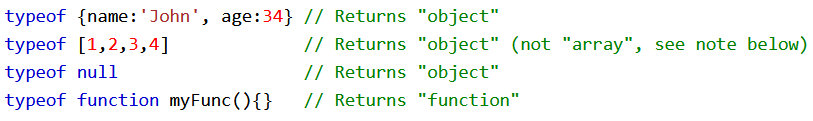 typeof {name:'John', age:34} // Returns "object"
typeof [1,2,3,4]             // Returns "object" (not "array", see note below)
typeof null                  // Returns "object"
typeof function myFunc(){}   // Returns "function"